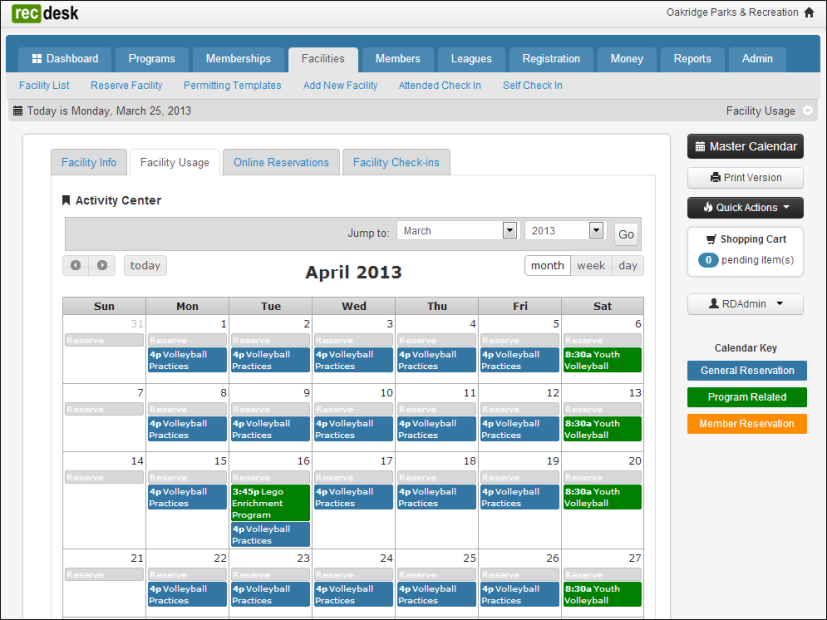 recdesk
Oakridge Parks & Recreation
Dashboard Programs Memberships Facilities Members Leagues Registration Money Reports Admin
Facility List Reserve Facility Permitting Templates Add New Facility Attended Check In Self Check In
Today is Monday, March 25, 2013
Facility Usage
Facility Info Facility Usage Online Reservations Facility Check-ins
Activity Center
Jump to: March 2013 Go
today
April 2013
month week day
Sun Mon Tue Wed Thu Fri Sat
31 1 2 3 4 5 6
Reserve Reserve Reserve Reserve Reserve Reserve Reserve
4p Volleyball 4p Volleyball 4p Volleyball 4p Volleyball 4p Volleyball 8:30a Youth
Practices Practices Practices Practices Practices Volleyball
7 8 9 10 11 12 13
Reserve Reserve Reserve Reserve Reserve Reserve Reserve
4p Volleyball 4p Volleyball 4p Volleyball 4p Volleyball 4p Volleyball 8:30a Youth
Practices Practices Practices Practices Practices Volleyball
14 15 16 17 18 19 20
Reserve Reserve Reserve Reserve Reserve Reserve Reserve
4p Volleyball 3:45p Lego 4p Volleyball 4p Volleyball 4p Volleyball 8:30a Youth
Practices Enrichment Practices Practices Practices Volleyball
Program
4p Volleyball
Practices
21 22 23 24 25 26 27
Reserve Reserve Reserve Reserve Reserve Reserve Reserve
4p Volleyball 4p Volleyball 4p Volleyball 4p Volleyball 4p Volleyball 8:30a Youth
Practices Practices Practices Practices Practices Volleyball
Master Calendar
Print Version
Quick Actions
Shopping Cart
0 pending item(s)
RDAdmin
Calendar Key
General Reservation
Program Related
Member Reservation